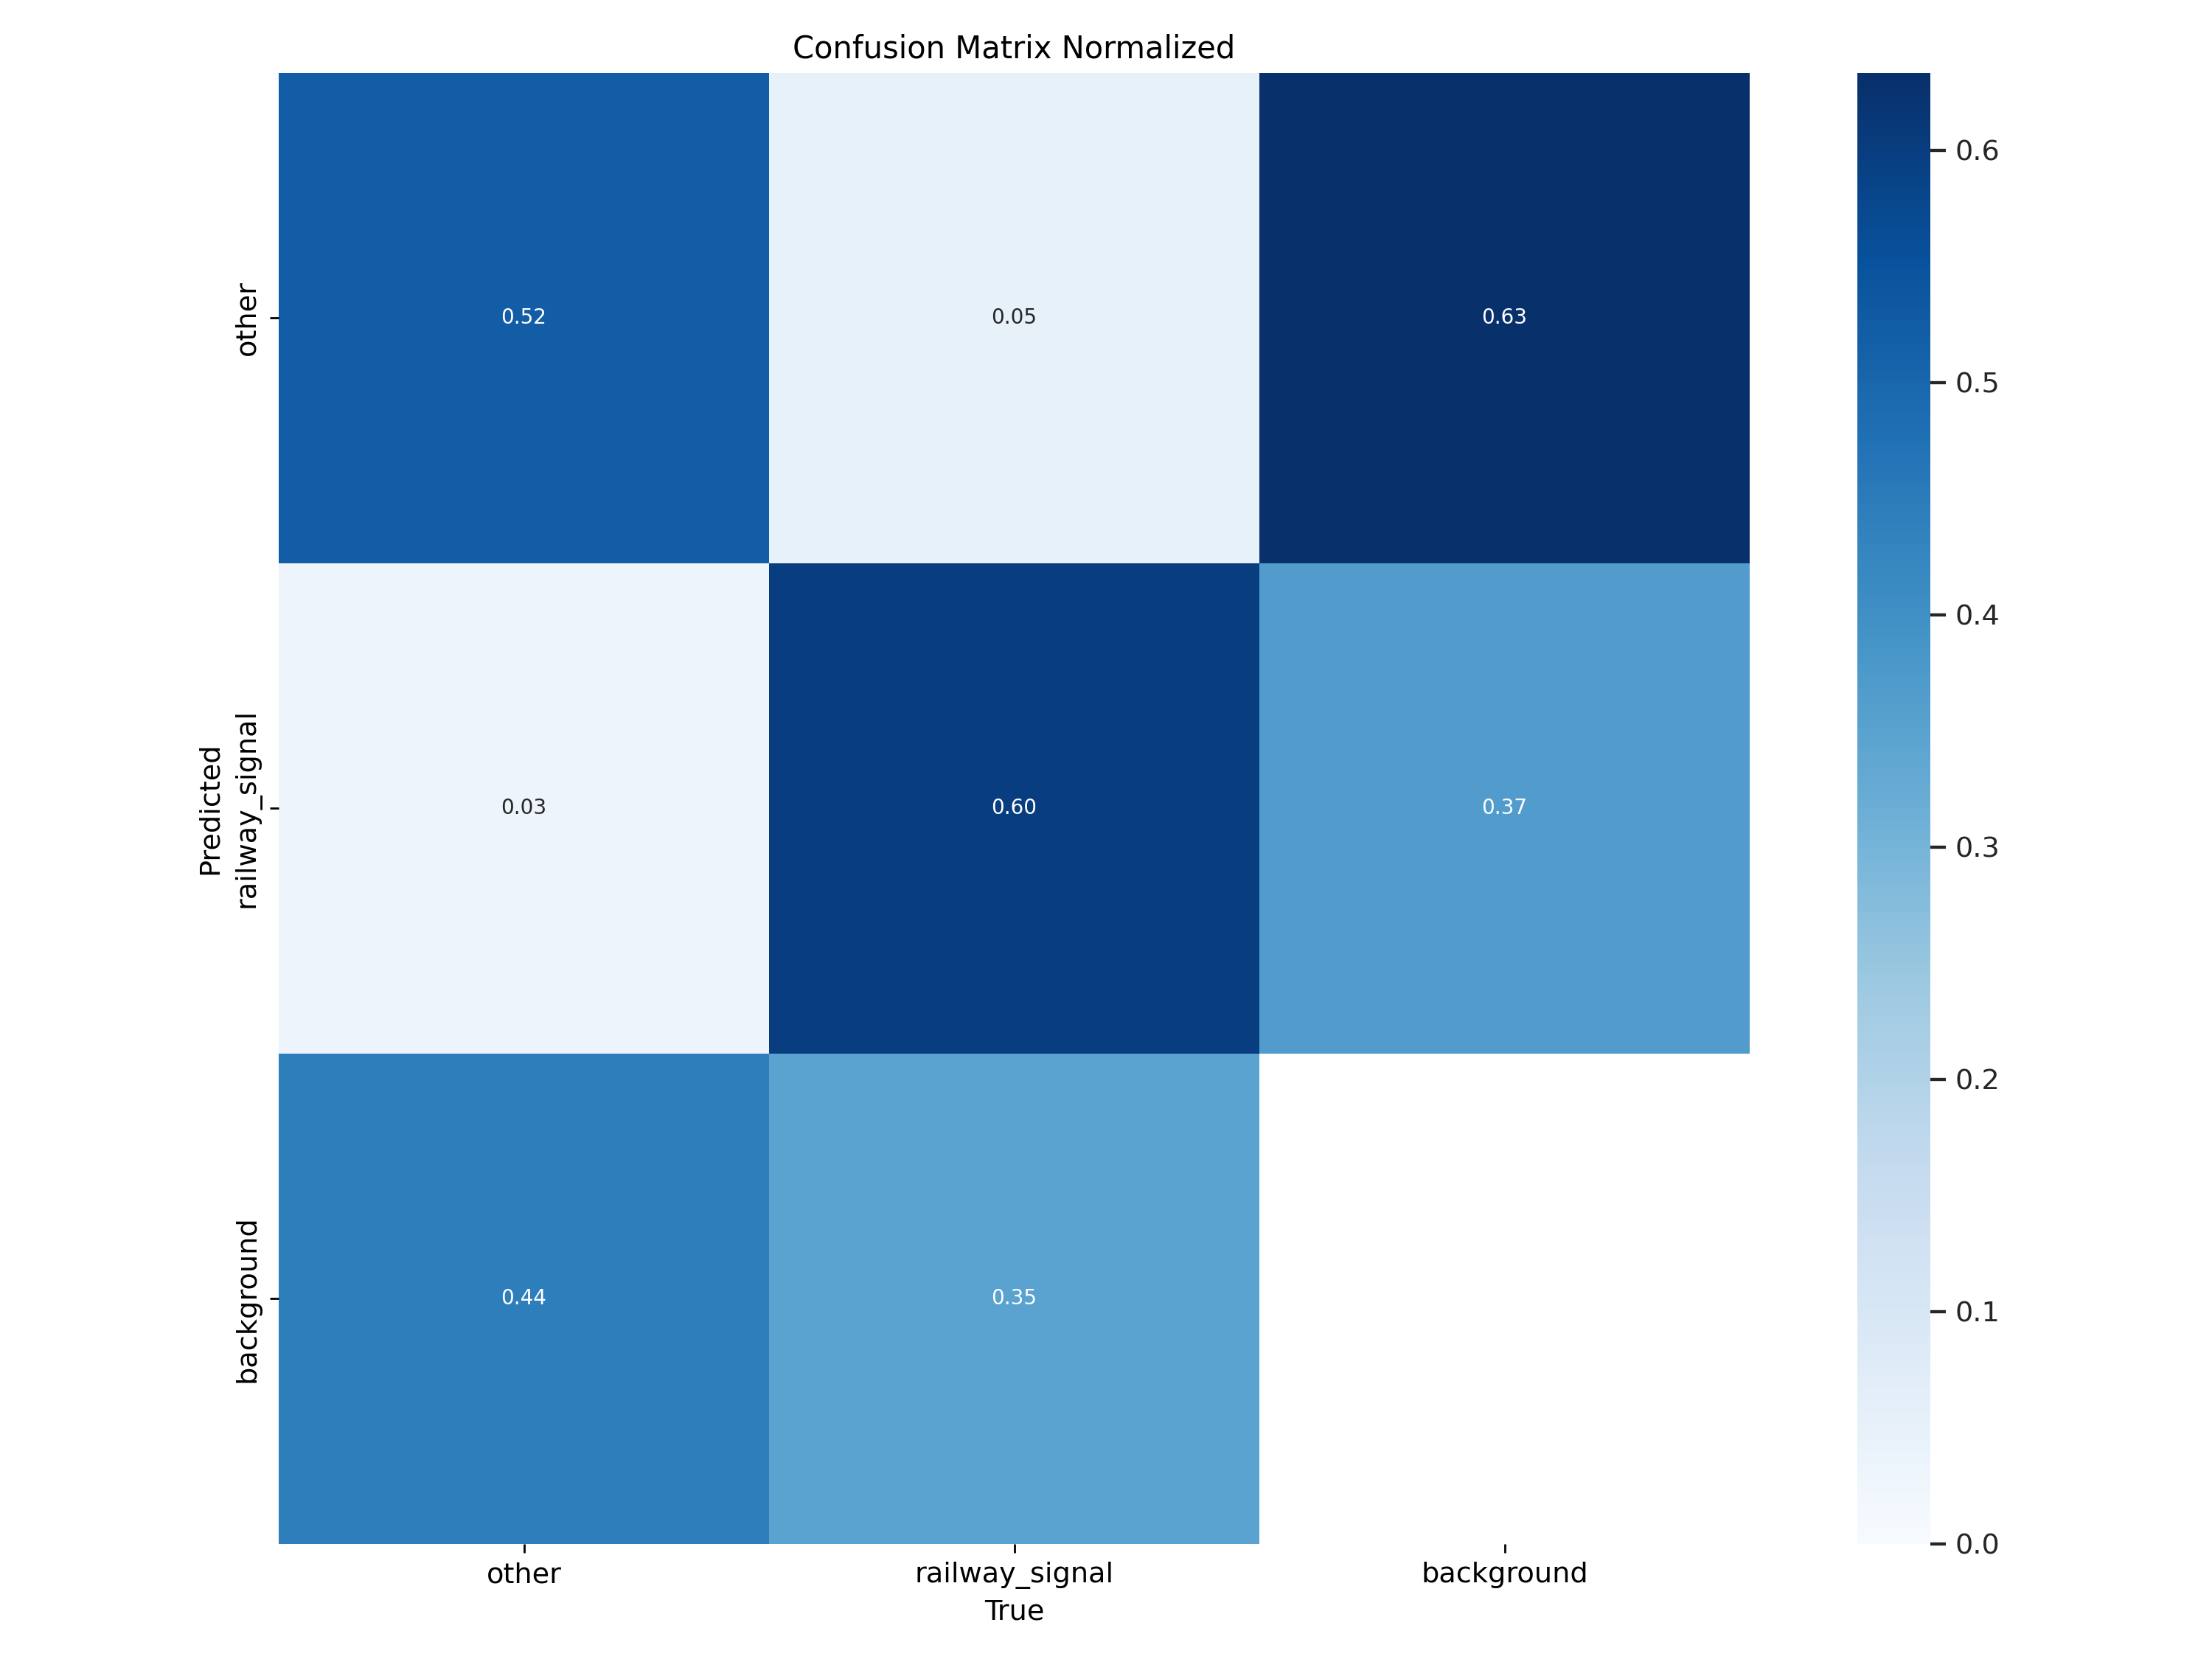 Confusion Matrix Normalized
other
0.52
0.05
0.63
Predicted
railway_signal
0.03
0.60
0.37
background
0.44
0.35
other
railway_signal
background
True
0.6
0.5
0.4
0.3
0.2
0.1
0.0